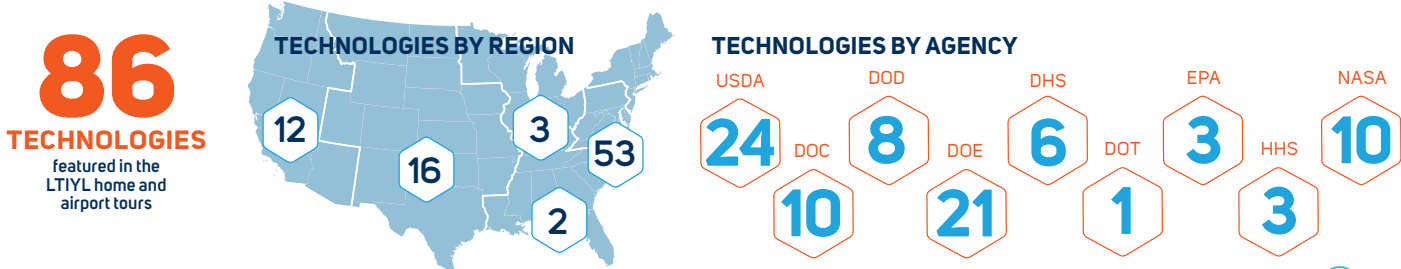 86
TECHNOLOGIES
featured in the
LTIYL home and
airport tours
TECHNOLOGIES BY REGION
12
16
3
53
2
TECHNOLOGIES BY AGENCY
USDA
24
DOC
10
DOD
8
DOE
21
DHS
6
DOT
1
EPA
3
HHS
3
NASA
10